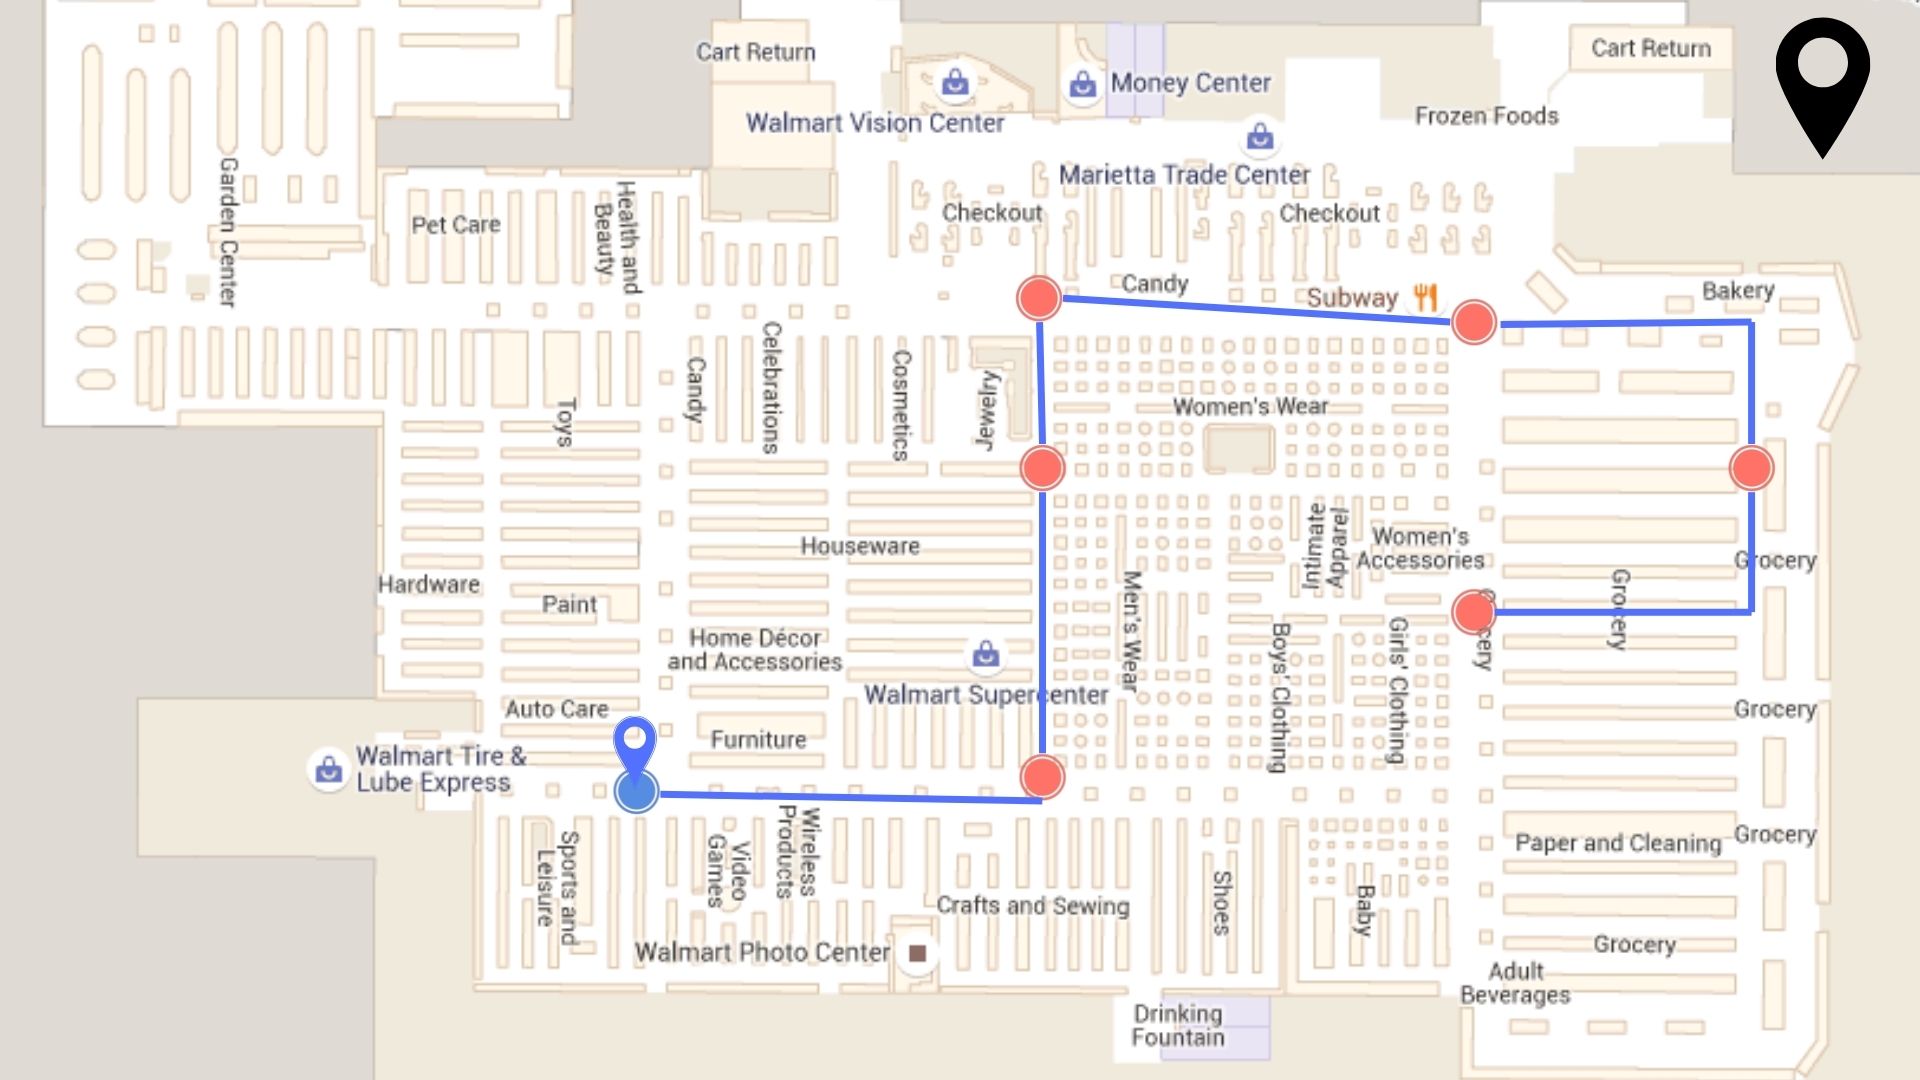 Cart Return
Cart Return
Money Center
Walmart Vision Center
Frozen Foods
Marietta Trade Center
Garden Center
Pet Care
Health and
Beauty
Checkout
Checkout
Candy
Subway
Bakery
Toys
Candy
Celebrations
Cosmetics
Jewelry
Women's Wear
Houseware
Intimate
Apparel
Women's
Accessories
Grocery
Hardware
Paint
Men's Wear
Grocery
Home Décor
and Accessories
Boys' Clothing
Girls' Clothing
Walmart Supercenter
Auto Care
Grocery
Furniture
Walmart Tire &
Lube Express
Sports and
Leisure
Video
Games
Wireless
Products
Paper and Cleaning
Grocery
Shoes
Baby
Crafts and Sewing
Walmart Photo Center
Grocery
Adult
Beverages
Drinking
Fountain